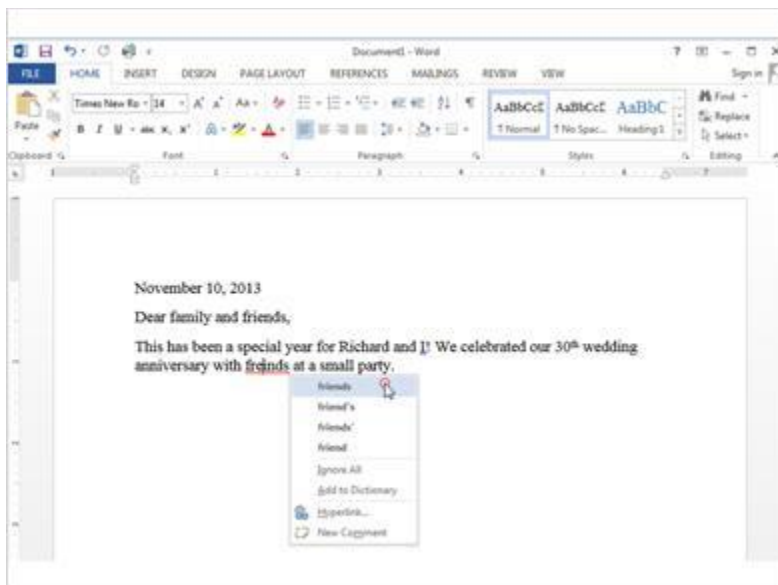 Document1 - Word
FILE HOME INSERT DESIGN PAGE LAYOUT REFERENCES MAILINGS REVIEW VIEW Sign in
Paste
Times New Ro 14
Aa
B I U abc
AaBbCcI AaBbCcI AaBbC
¶ Normal ¶ No Spac... Heading 1
Find
Replace
Select
Clipboard Font Paragraph Styles Editing
November 10, 2013
Dear family and friends,
This has been a special year for Richard and I! We celebrated our 30th wedding
anniversary with freinds at a small party.
friends
friend's
friends'
friend
Ignore All
Add to Dictionary
Hyperlink...
New Comment